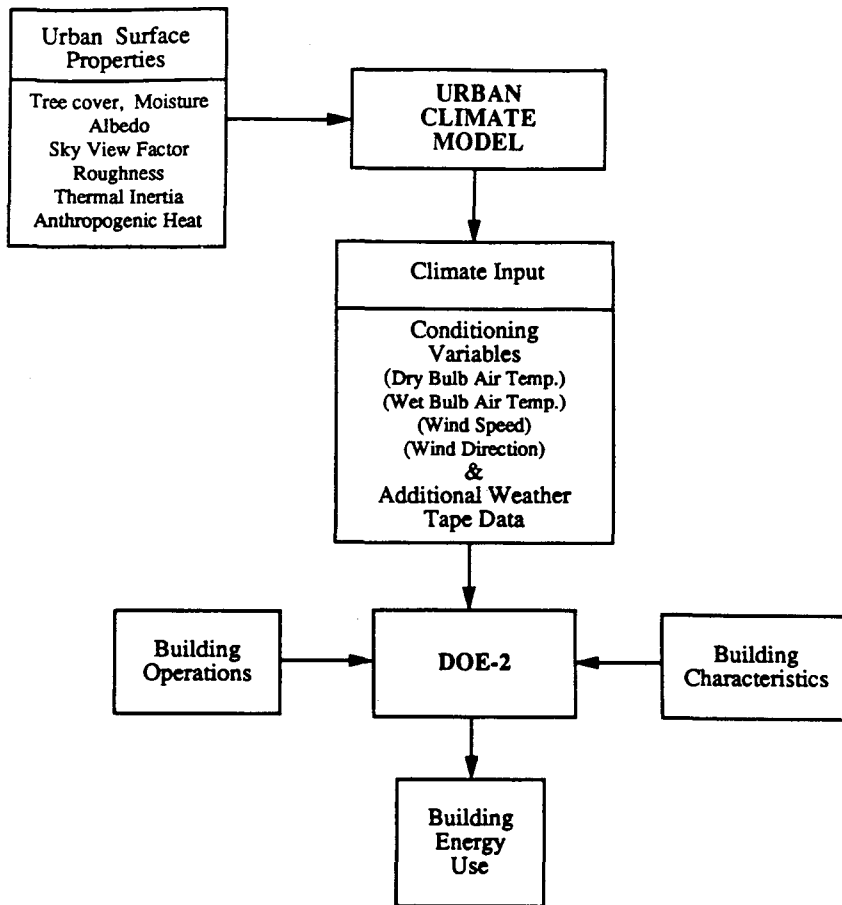 Urban Surface
Properties
Tree cover, Moisture
Albedo
Sky View Factor
Roughness
Thermal Inertia
Anthropogenic Heat
URBAN
CLIMATE
MODEL
Climate Input
Conditioning
Variables
(Dry Bulb Air Temp.)
(Wet Bulb Air Temp.)
(Wind Speed)
(Wind Direction)
&
Additional Weather
Tape Data
Building
Operations
DOE-2
Building
Characteristics
Building
Energy
Use